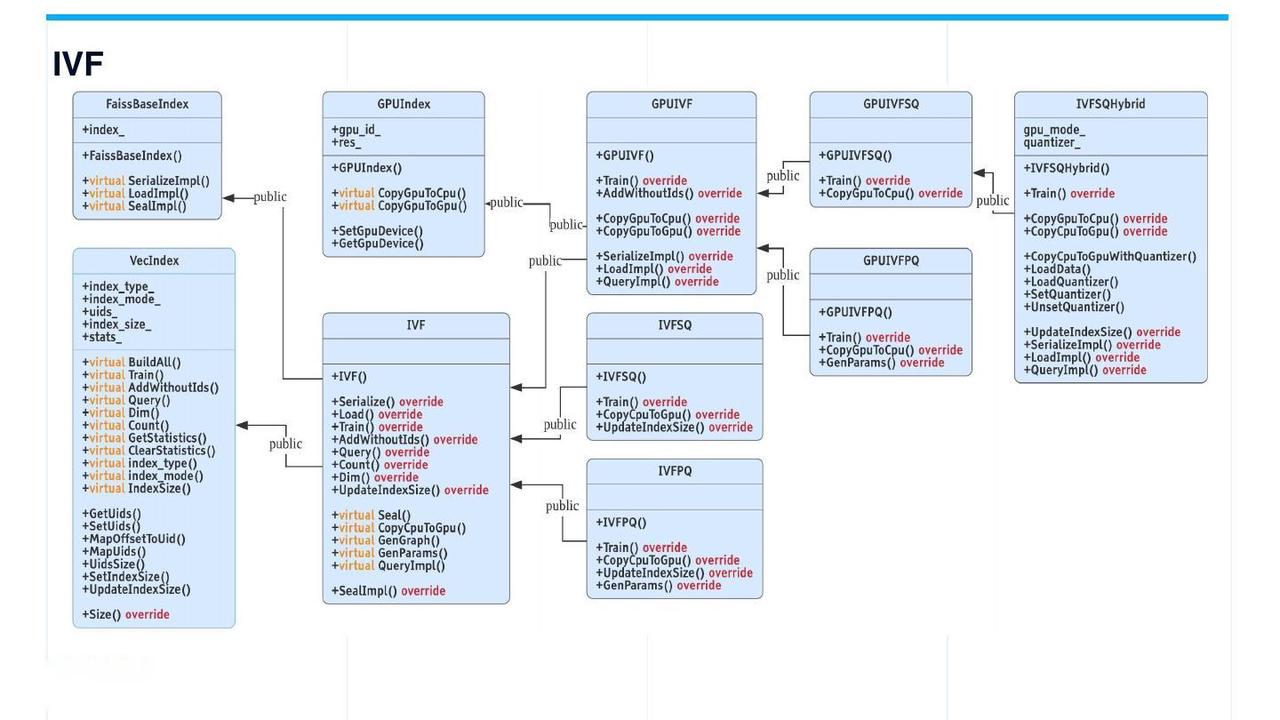 IVF
FaissBaseIndex
+index_
+FaissBaseIndex()
+virtual SerializeImpl()
+virtual LoadImpl()
+virtual SealImpl()
public
VecIndex
+index_type_
+index_mode_
+uids_
+index_size_
+stats_
+virtual BuildAll()
+virtual Train()
+virtual AddWithoutIds()
+virtual Query()
+virtual Dim()
+virtual Count()
+virtual GetStatistics()
+virtual ClearStatistics()
+virtual index_type()
+virtual index_mode()
+virtual IndexSize()
+GetUids()
+SetUids()
+MapOffsetToUid()
+MapUids()
+UidsSize()
+SetIndexSize()
+UpdateIndexSize()
+Size() override
public
GPUIndex
+gpu_id_
+res_
+GPUIndex()
+virtual CopyGpuToCpu()
+virtual CopyGpuToGpu()
+SetGpuDevice()
+GetGpuDevice()
public
public
public
IVF
+IVF()
+Serialize() override
+Load() override
+Train() override
+AddWithoutIds() override
+Query() override
+Count() override
+Dim() override
+UpdateIndexSize() override
+virtual Seal()
+virtual CopyCpuToGpu()
+virtual GenGraph()
+virtual GenParams()
+virtual QueryImpl()
+SealImpl() override
public
public
GPUIVF
+GPUIVF()
+Train() override
+AddWithoutIds() override
+CopyGpuToCpu() override
+CopyGpuToGpu() override
+SerializeImpl() override
+LoadImpl() override
+QueryImpl() override
IVFSQ
+IVFSQ()
+Train() override
+CopyCpuToGpu() override
+UpdateIndexSize() override
IVFPQ
+IVFPQ()
+Train() override
+CopyCpuToGpu() override
+UpdateIndexSize() override
+GenParams() override
public
public
GPUIVFSQ
+GPUIVFSQ()
+Train() override
+CopyGpuToCpu() override
GPUIVFPQ
+GPUIVFPQ()
+Train() override
+CopyGpuToCpu() override
+GenParams() override
public
IVFSQHybrid
gpu_mode_
quantizer_
+IVFSQHybrid()
+Train() override
+CopyGpuToCpu() override
+CopyCpuToGpu() override
+CopyCpuToGpuWithQuantizer()
+LoadData()
+LoadQuantizer()
+SetQuantizer()
+UnsetQuantizer()
+UpdateIndexSize() override
+SerializeImpl() override
+LoadImpl() override
+QueryImpl() override